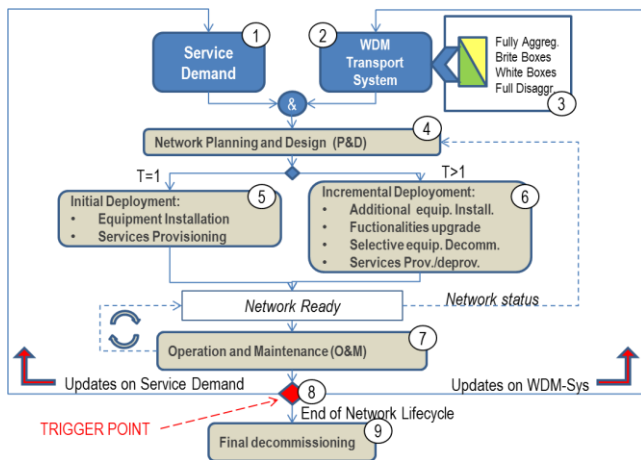 1
Service
Demand
2
WDM
Transport
System
Fully Aggreg.
Brite Boxes
White Boxes
Full Disaggr.
3
&
Network Planning and Design (P&D)
4
T=1
T>1
Initial Deployment:
• Equipment Installation
• Services Provisioning
5
Incremental Deployoment:
• Additional equip. Install.
• Fuctionalities upgrade
• Selective equip. Decomm.
• Services Prov./deprov.
6
Network Ready
Network status
Operation and Maintenance (O&M)
7
Updates on Service Demand
Updates on WDM-Sys
8
TRIGGER POINT
End of Network Lifecycle
Final decommissioning
9